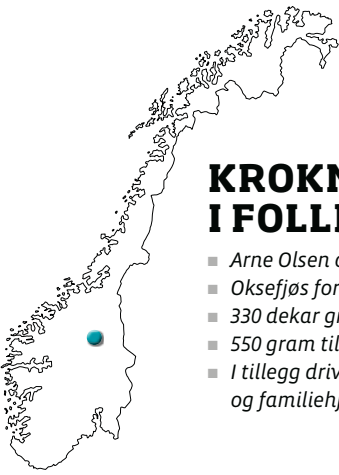 KROKN
I FOLL
Arne Olsen
Oksefjøs for
330 dekar gr
550 gram til
I tillegg driv
og familiehj